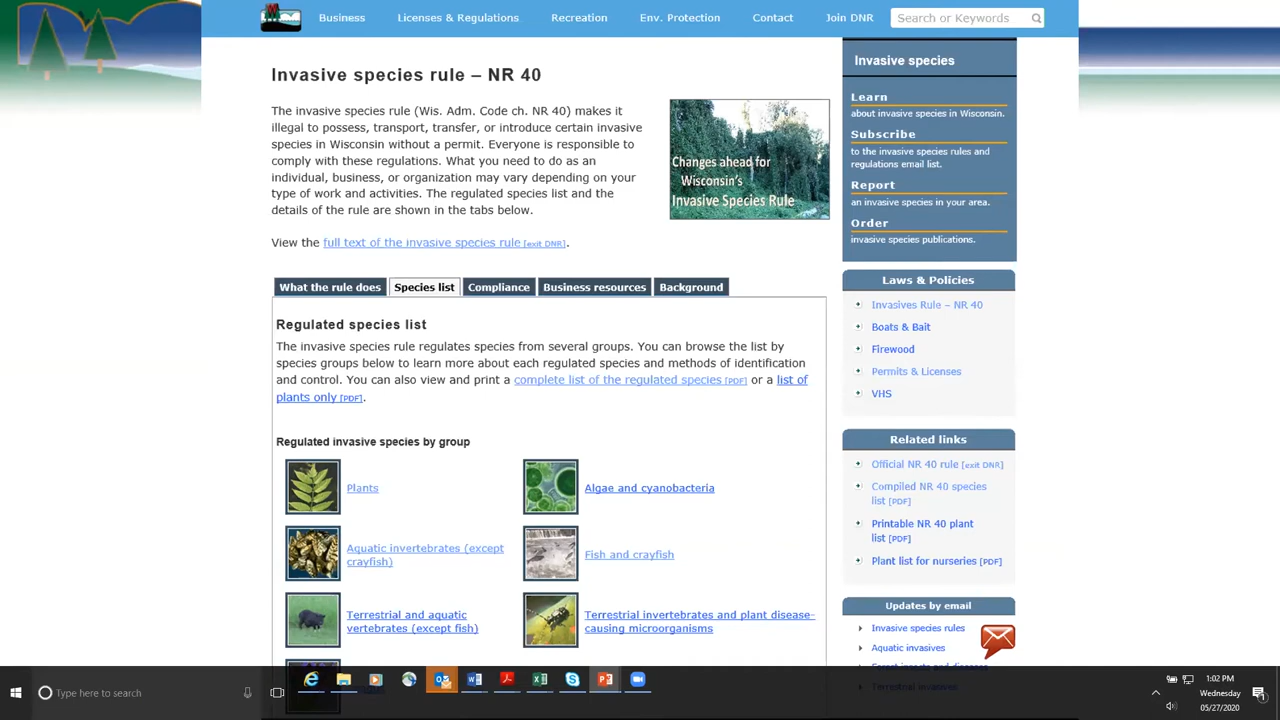 Business Licenses & Regulations Recreation Env. Protection Contact Join DNR Search or Keywords
Invasive species rule – NR 40
The invasive species rule (Wis. Adm. Code ch. NR 40) makes it
illegal to possess, transport, transfer, or introduce certain invasive
species in Wisconsin without a permit. Everyone is responsible to
comply with these regulations. What you need to do as an
individual, business, or organization may vary depending on your
type of work and activities. The regulated species list and the
details of the rule are shown in the tabs below.
View the full text of the invasive species rule [exit DNR].
Changes ahead for
Wisconsin's
Invasive Species Rule
What the rule does Species list Compliance Business resources Background
Regulated species list
The invasive species rule regulates species from several groups. You can browse the list by
species groups below to learn more about each regulated species and methods of identification
and control. You can also view and print a complete list of the regulated species [PDF] or a list of
plants only [PDF].
Regulated invasive species by group
Plants
Algae and cyanobacteria
Aquatic invertebrates (except
crayfish)
Fish and crayfish
Terrestrial and aquatic
vertebrates (except fish)
Terrestrial invertebrates and plant disease-
causing microorganisms
Invasive species
Learn
about invasive species in Wisconsin.
Subscribe
to the invasive species rules and
regulations email list.
Report
an invasive species in your area.
Order
invasive species publications.
Laws & Policies
Invasives Rule – NR 40
Boats & Bait
Firewood
Permits & Licenses
VHS
Related links
Official NR 40 rule [exit DNR]
Compiled NR 40 species
list [PDF]
Printable NR 40 plant
list [PDF]
Plant list for nurseries [PDF]
Updates by email
Invasive species rules
Aquatic invasives
Forest insects and diseases
Terrestrial invasives
Type here to search
1:02 PM
Wednesday
05/27/2020